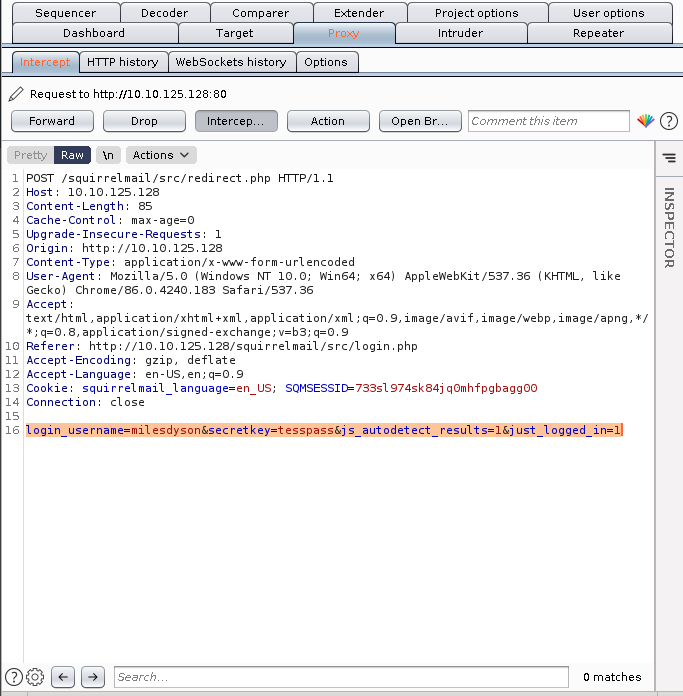 Sequencer Decoder Comparer Extender Project options User options
Dashboard Target Proxy Intruder Repeater
Intercept HTTP history WebSockets history Options
Request to http://10.10.125.128:80
Forward Drop Intercep... Action Open Br... Comment this item ?
Pretty Raw \n Actions
INSPECTOR
1 POST /squirrelmail/src/redirect.php HTTP/1.1
2 Host: 10.10.125.128
3 Content-Length: 85
4 Cache-Control: max-age=0
5 Upgrade-Insecure-Requests: 1
6 Origin: http://10.10.125.128
7 Content-Type: application/x-www-form-urlencoded
8 User-Agent: Mozilla/5.0 (Windows NT 10.0; Win64; x64) AppleWebKit/537.36 (KHTML, like
Gecko) Chrome/86.0.4240.183 Safari/537.36
9 Accept:
text/html,application/xhtml+xml,application/xml;q=0.9,image/avif,image/webp,image/apng,*/
*;q=0.8,application/signed-exchange;v=b3;q=0.9
10 Referer: http://10.10.125.128/squirrelmail/src/login.php
11 Accept-Encoding: gzip, deflate
12 Accept-Language: en-US,en;q=0.9
13 Cookie: squirrelmail_language=en_US; SQMSESSID=733sl974sk84jq0mhfpgbagg00
14 Connection: close
15
16 login_username=milesdyson&secretkey=tesspass&js_autodetect_results=1&just_logged_in=1
? Search... 0 matches